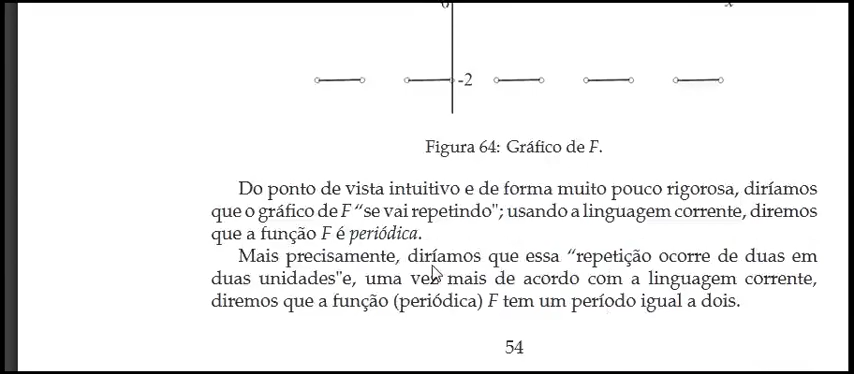 -2
Figura 64: Gráfico de F.
Do ponto de vista intuitivo e de forma muito pouco rigorosa, diríamos
que o gráfico de F “se vai repetindo"; usando a linguagem corrente, diremos
que a função F é periódica.
Mais precisamente, diríamos que essa “repetição ocorre de duas em
duas unidades"e, uma vez mais de acordo com a linguagem corrente,
diremos que a função (periódica) F tem um período igual a dois.
54